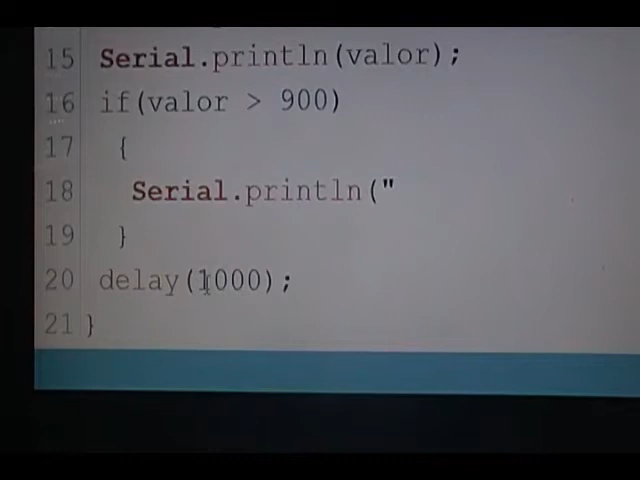 15 Serial.println(valor);
16 if(valor > 900)
17 {
18 Serial.println("
19 }
20 delay(1000);
21 }